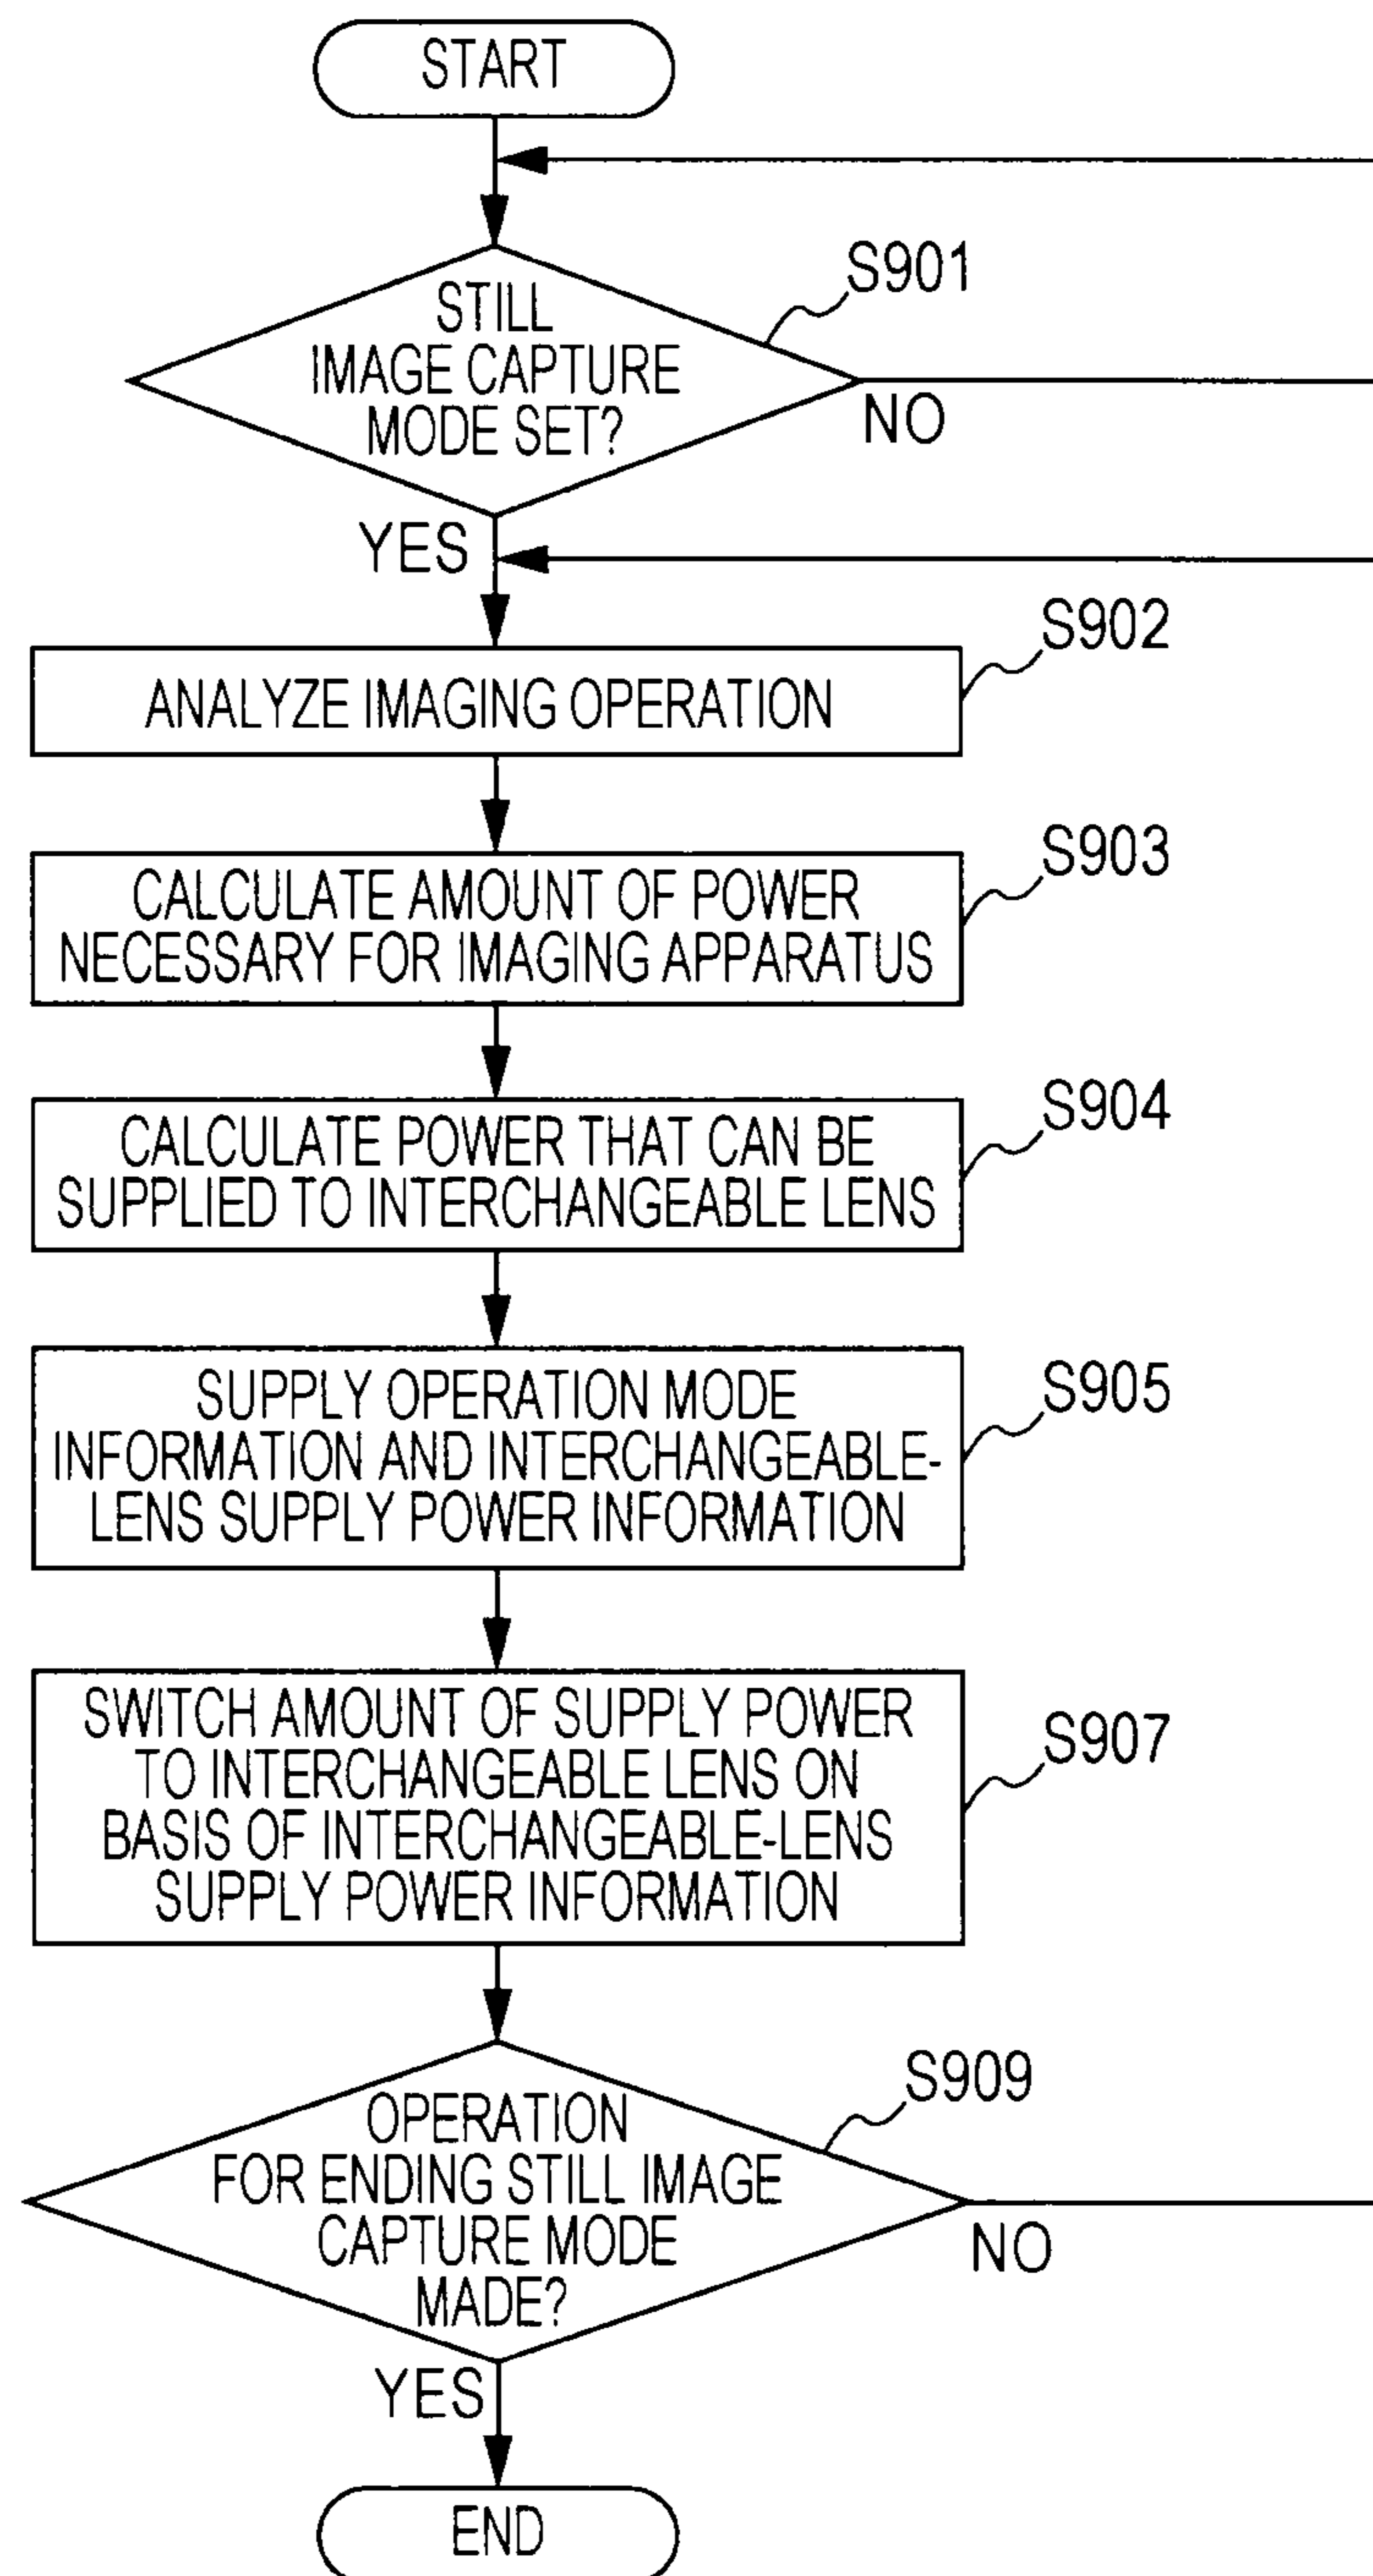 START
S901
STILL
IMAGE CAPTURE
MODE SET?
NO
YES
S902
ANALYZE IMAGING OPERATION
S903
CALCULATE AMOUNT OF POWER
NECESSARY FOR IMAGING APPARATUS
S904
CALCULATE POWER THAT CAN BE
SUPPLIED TO INTERCHANGEABLE LENS
S905
SUPPLY OPERATION MODE
INFORMATION AND INTERCHANGEABLE-
LENS SUPPLY POWER INFORMATION
S907
SWITCH AMOUNT OF SUPPLY POWER
TO INTERCHANGEABLE LENS ON
BASIS OF INTERCHANGEABLE-LENS
SUPPLY POWER INFORMATION
S909
OPERATION
FOR ENDING STILL IMAGE
CAPTURE MODE
MADE?
NO
YES
END